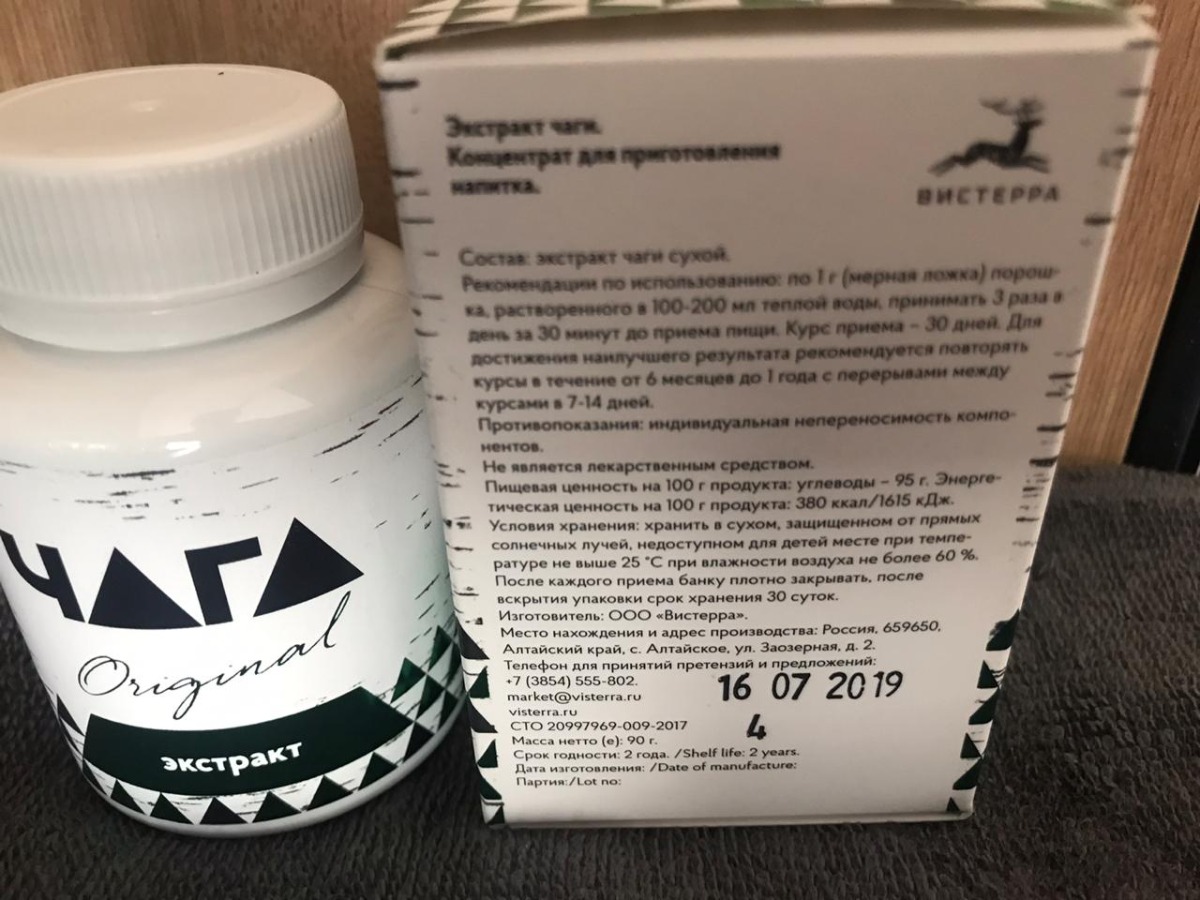 ЧАГА
Original
экстракт
Экстракт чаги.
Концентрат для приготовления
напитка.
ВИСТЕРРА
Состав: экстракт чаги сухой.
Рекомендации по использованию: по 1 г (мерная ложка) порош-
ка, растворенного в 100-200 мл теплой воды, принимать 3 раза в
день за 30 минут до приема пищи. Курс приема – 30 дней. Для
достижения наилучшего результата рекомендуется повторять
курсы в течение от 6 месяцев до 1 года с перерывами между
курсами в 7-14 дней.
Противопоказания: индивидуальная непереносимость компо-
нентов.
Не является лекарственным средством.
Пищевая ценность на 100 г продукта: углеводы – 95 г. Энерге-
тическая ценность на 100 г продукта: 380 ккал/1615 кДж.
Условия хранения: хранить в сухом, защищенном от прямых
солнечных лучей, недоступном для детей месте при темпе-
ратуре не выше 25 °С при влажности воздуха не более 60 %.
После каждого приема банку плотно закрывать, после
вскрытия упаковки срок хранения 30 суток.
Изготовитель: ООО «Вистерра».
Место нахождения и адрес производства: Россия, 659650,
Алтайский край, с. Алтайское, ул. Заозерная, д. 2.
Телефон для принятий претензий и предложений:
+7 (3854) 555-802.
market@visterra.ru
visterra.ru
16 07 2019
СТО 20997969-009-2017
4
Масса нетто (е): 90 г.
Срок годности: 2 года. /Shelf life: 2 years.
Дата изготовления: /Date of manufacture:
Партия:/Lot no: